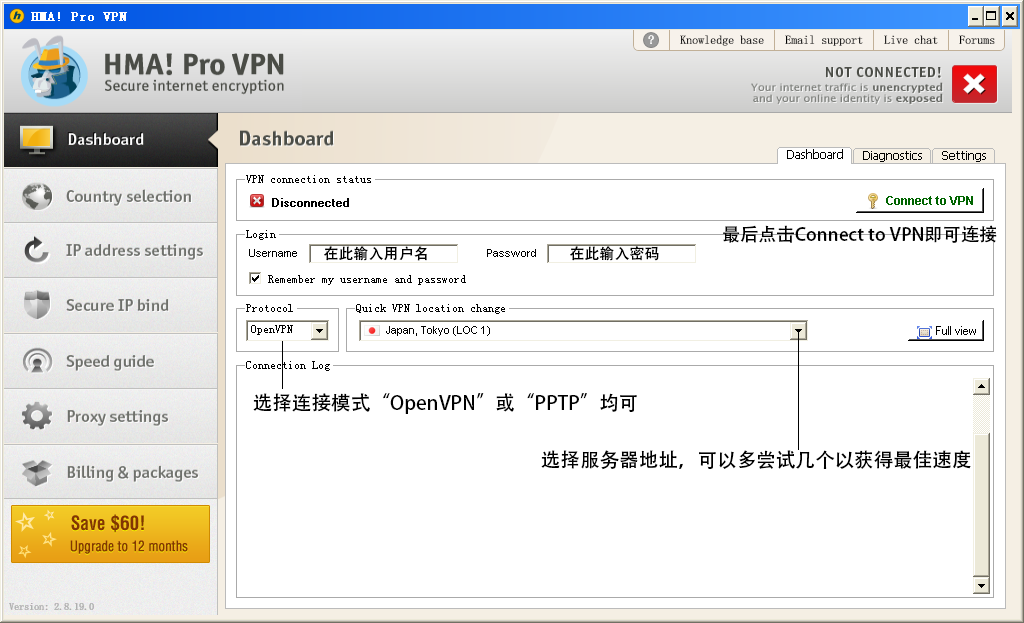 HMA! Pro VPN
? Knowledge base Email support Live chat Forums
HMA! Pro VPN
Secure internet encryption
NOT CONNECTED!
Your internet traffic is unencrypted
and your online identity is exposed
Dashboard
Country selection
IP address settings
Secure IP bind
Speed guide
Proxy settings
Billing & packages
Save $60!
Upgrade to 12 months
Version: 2.8.19.0
Dashboard
Dashboard Diagnostics Settings
VPN connection status
Disconnected
Connect to VPN
最后点击Connect to VPN即可连接
Login
Username 在此输入用户名 Password 在此输入密码
Remember my username and password
Protocol
OpenVPN
Quick VPN location change
Japan, Tokyo (LOC 1)
Full view
Connection Log
选择连接模式“OpenVPN”或“PPTP”均可
选择服务器地址，可以多尝试几个以获得最佳速度